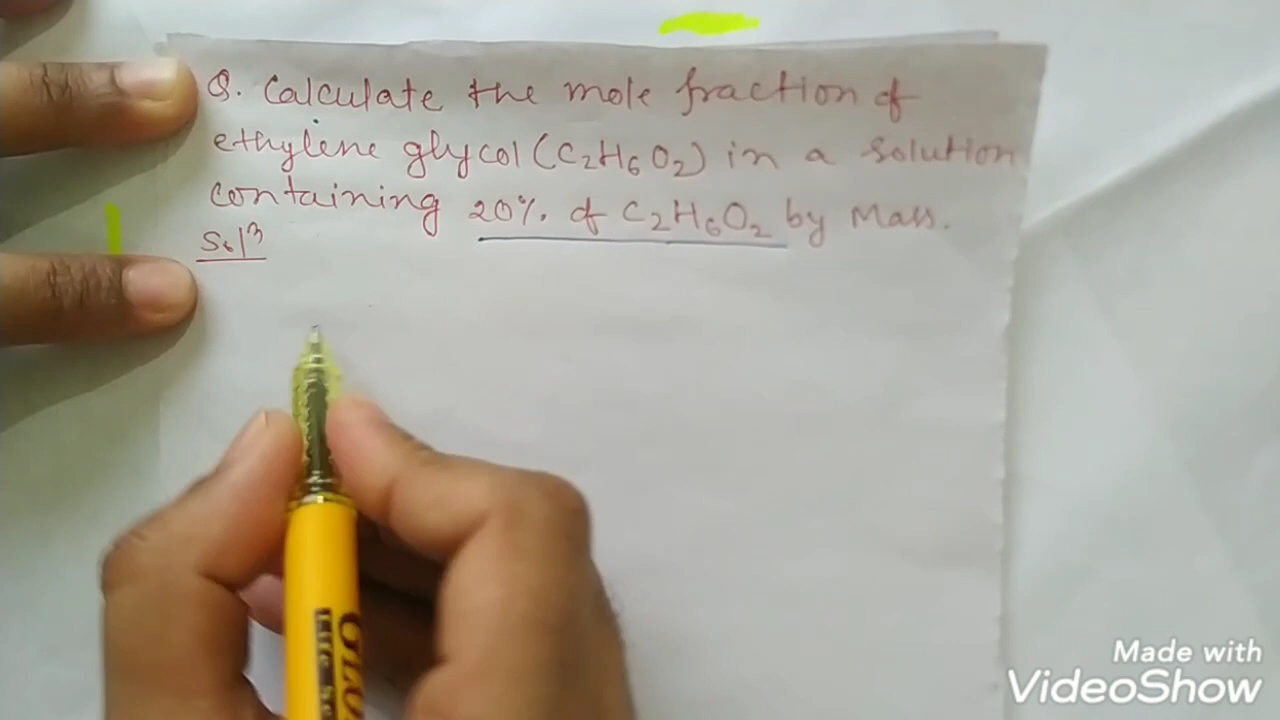 Q. Calculate the mole fraction of
ethylene glycol (C₂H₆O₂) in a solution
containing 20% of C₂H₆O₂ by Mass.
Solⁿ
Made with
VideoShow